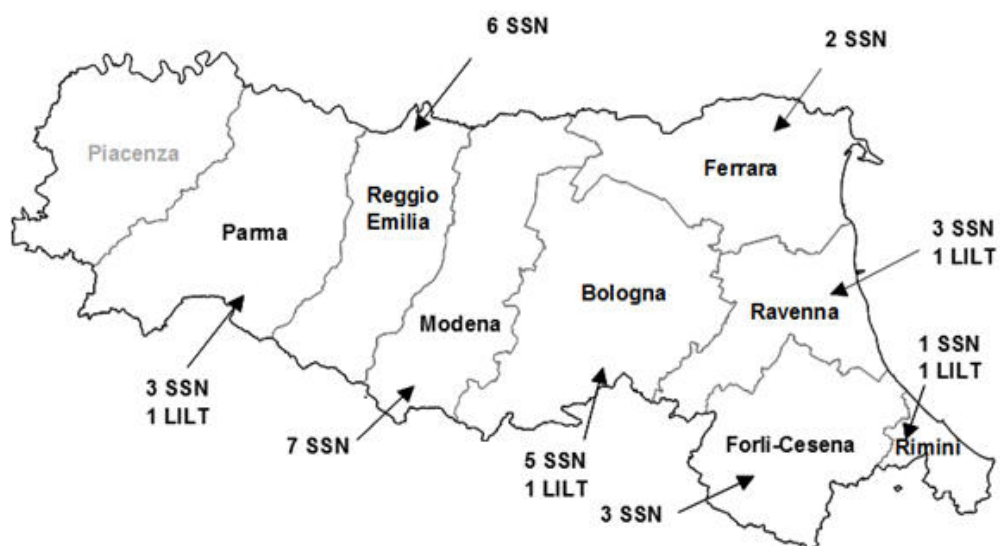 6 SSN
2 SSN
Piacenza
Ferrara
Reggio
Emilia
Parma
3 SSN
1 LILT
Bologna
Ravenna
Modena
1 SSN
1 LILT
3 SSN
1 LILT
7 SSN
5 SSN
1 LILT
Forli-Cesena
Rimini
3 SSN